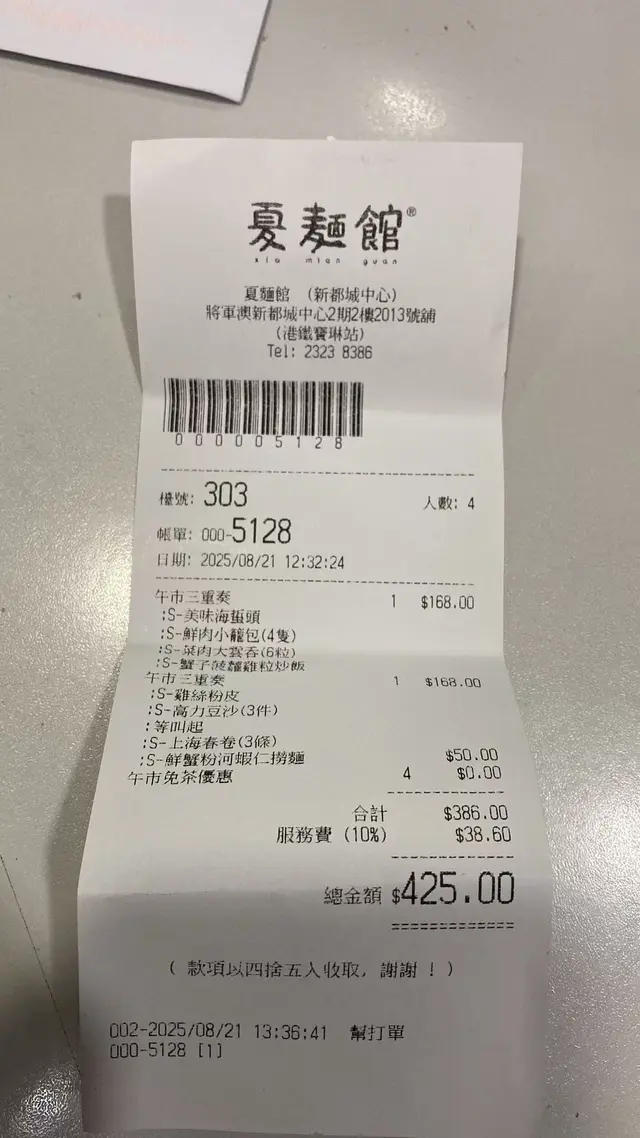 夏麵館®
xia mian guan
夏麵館 (新都城中心)
將軍澳新都城中心2期2樓2013號舖
(港鐵寶琳站)
Tel: 2323 8386
0000005128
檯號: 303 人數: 4
帳單: 000-5128
日期: 2025/08/21 12:32:24
午市三重奏 1 $168.00
:S-美味海蜇頭
:S-鮮肉小籠包(4隻)
:S-菜肉大雲吞(6粒)
:S-蟹子菠蘿雞粒炒飯
午市三重奏 1 $168.00
:S-雞絲粉皮
:S-高力豆沙(3件)
:等叫起
:S-上海春卷(3條)
:S-鮮蟹粉河蝦仁撈麵 $50.00
午市免茶優惠 4 $0.00
合計 $386.00
服務費 (10%) $38.60
總金額 $425.00
============
( 款項以四捨五入收取, 謝謝 ! )
002-2025/08/21 13:36:41 幫打單
000-5128 [1]